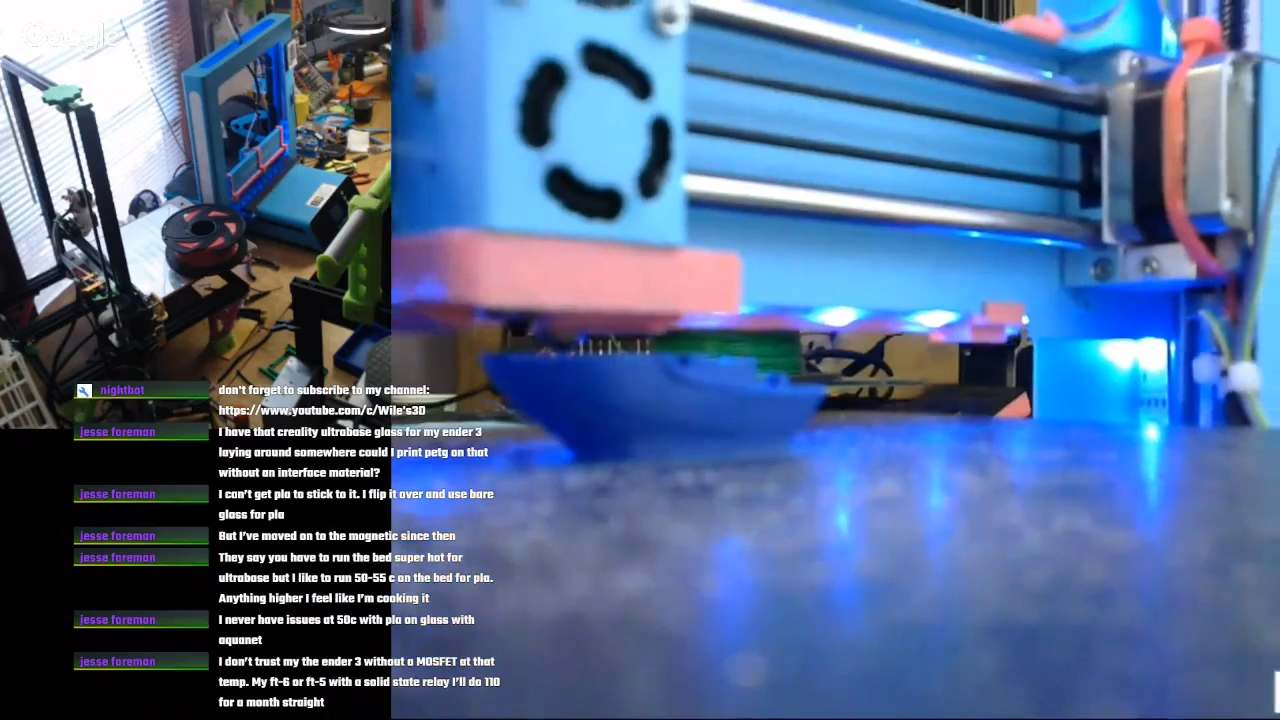 Google
nightbot
don't forget to subscribe to my channel:
https://www.youtube.com/c/Wile's3D
jesse foreman
I have that creality ultrabase glass for my ender 3
laying around somewhere could I print petg on that
without an interface material?
jesse foreman
I can't get pla to stick to it. I flip it over and use bare
glass for pla
jesse foreman
But I've moved on to the magnetic since then
jesse foreman
They say you have to run the bed super hot for
ultrabase but I like to run 50-55 c on the bed for pla.
Anything higher I feel like I'm cooking it
jesse foreman
I never have issues at 50c with pla on glass with
aquanet
jesse foreman
I don't trust my the ender 3 without a MOSFET at that
temp. My ft-6 or ft-5 with a solid state relay I'll do 110
for a month straight